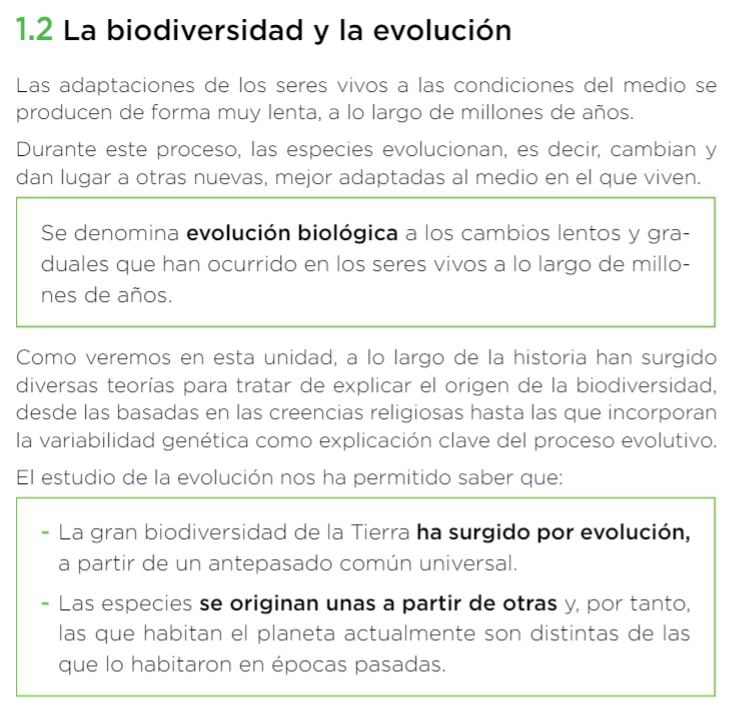 1.2 La biodiversidad y la evolución
Las adaptaciones de los seres vivos a las condiciones del medio se
producen de forma muy lenta, a lo largo de millones de años.
Durante este proceso, las especies evolucionan, es decir, cambian y
dan lugar a otras nuevas, mejor adaptadas al medio en el que viven.
Se denomina evolución biológica a los cambios lentos y gra-
duales que han ocurrido en los seres vivos a lo largo de millo-
nes de años.
Como veremos en esta unidad, a lo largo de la historia han surgido
diversas teorías para tratar de explicar el origen de la biodiversidad,
desde las basadas en las creencias religiosas hasta las que incorporan
la variabilidad genética como explicación clave del proceso evolutivo.
El estudio de la evolución nos ha permitido saber que:
- La gran biodiversidad de la Tierra ha surgido por evolución,
a partir de un antepasado común universal.
- Las especies se originan unas a partir de otras y, por tanto,
las que habitan el planeta actualmente son distintas de las
que lo habitaron en épocas pasadas.